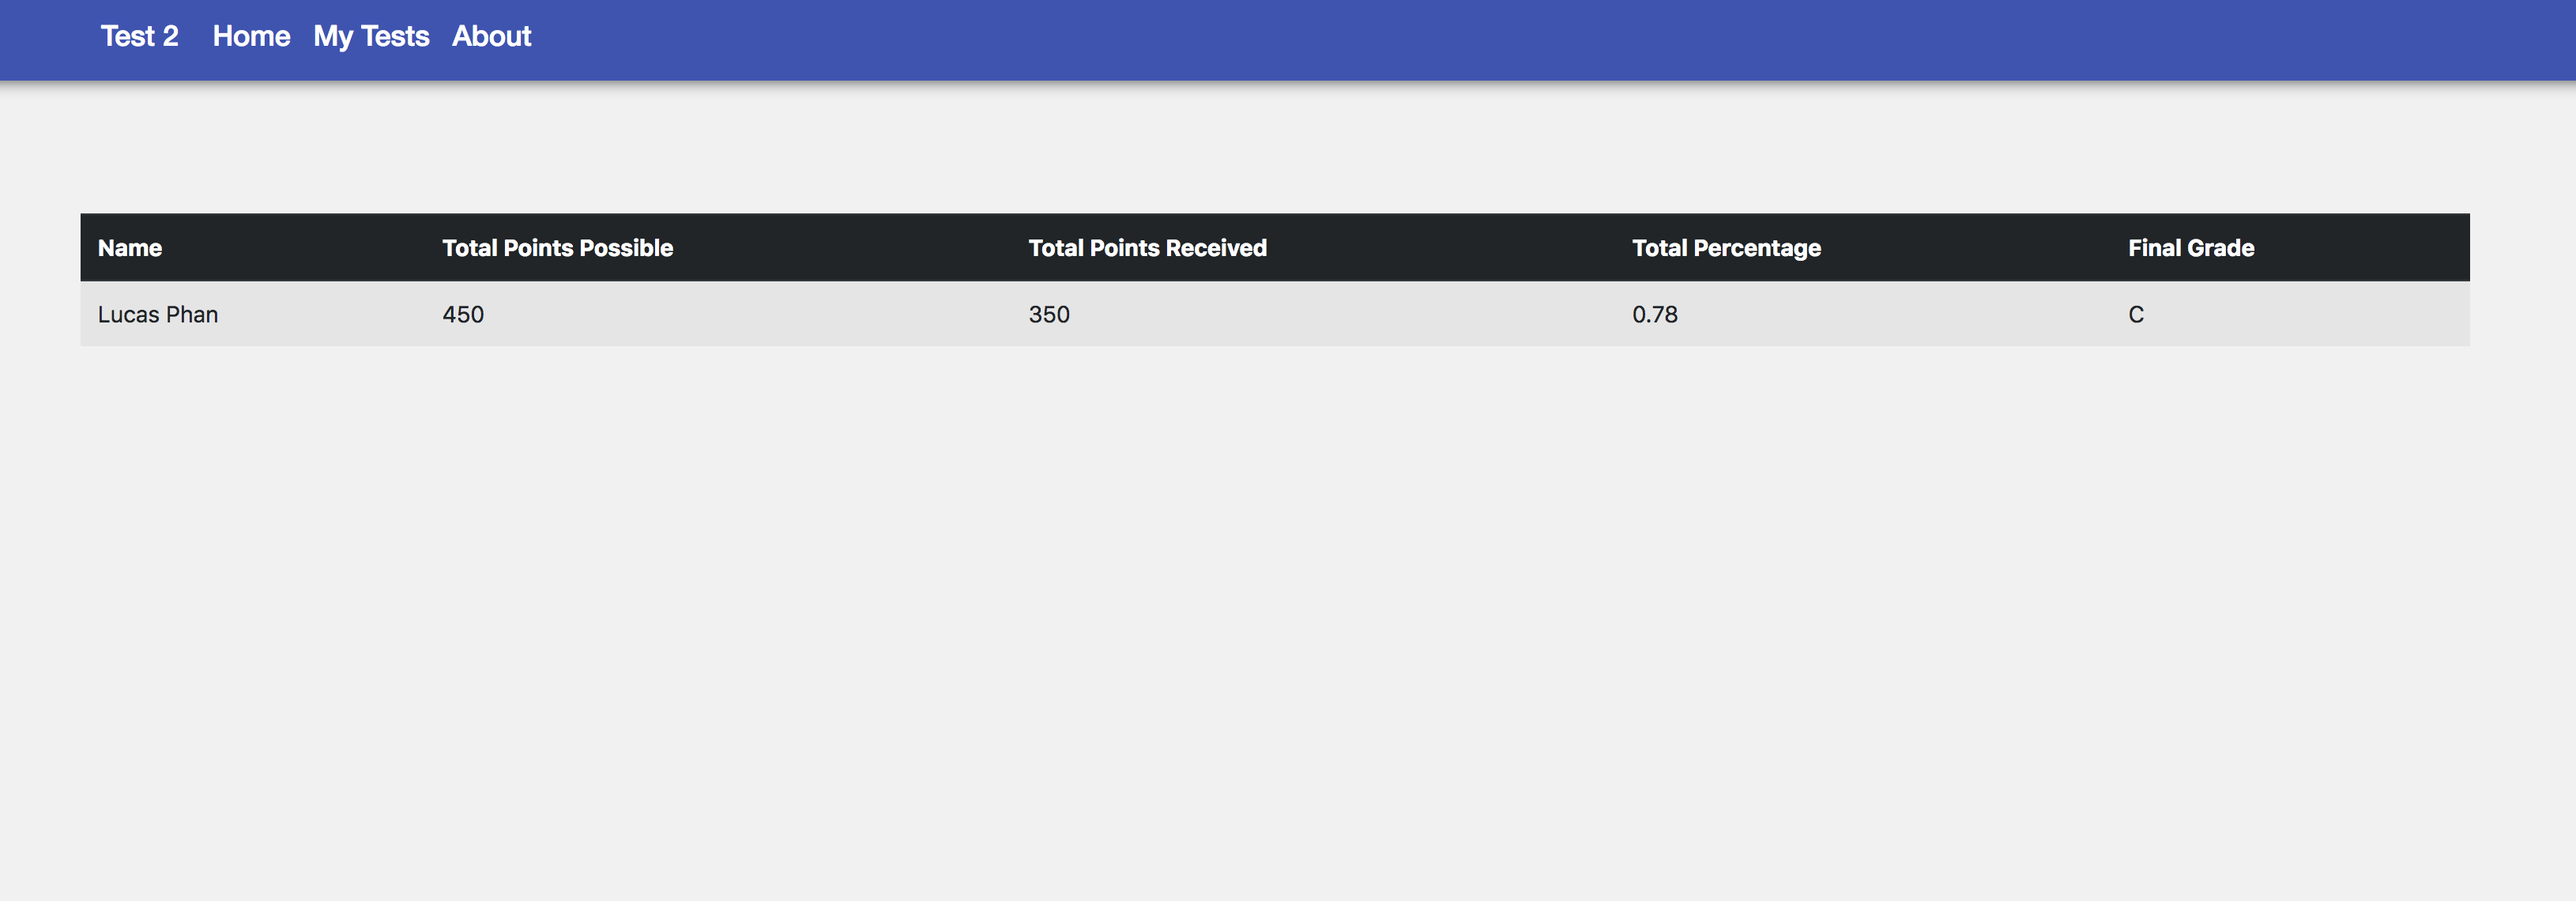 Test 2 Home My Tests About
Name Total Points Possible Total Points Received Total Percentage Final Grade
Lucas Phan 450 350 0.78 C